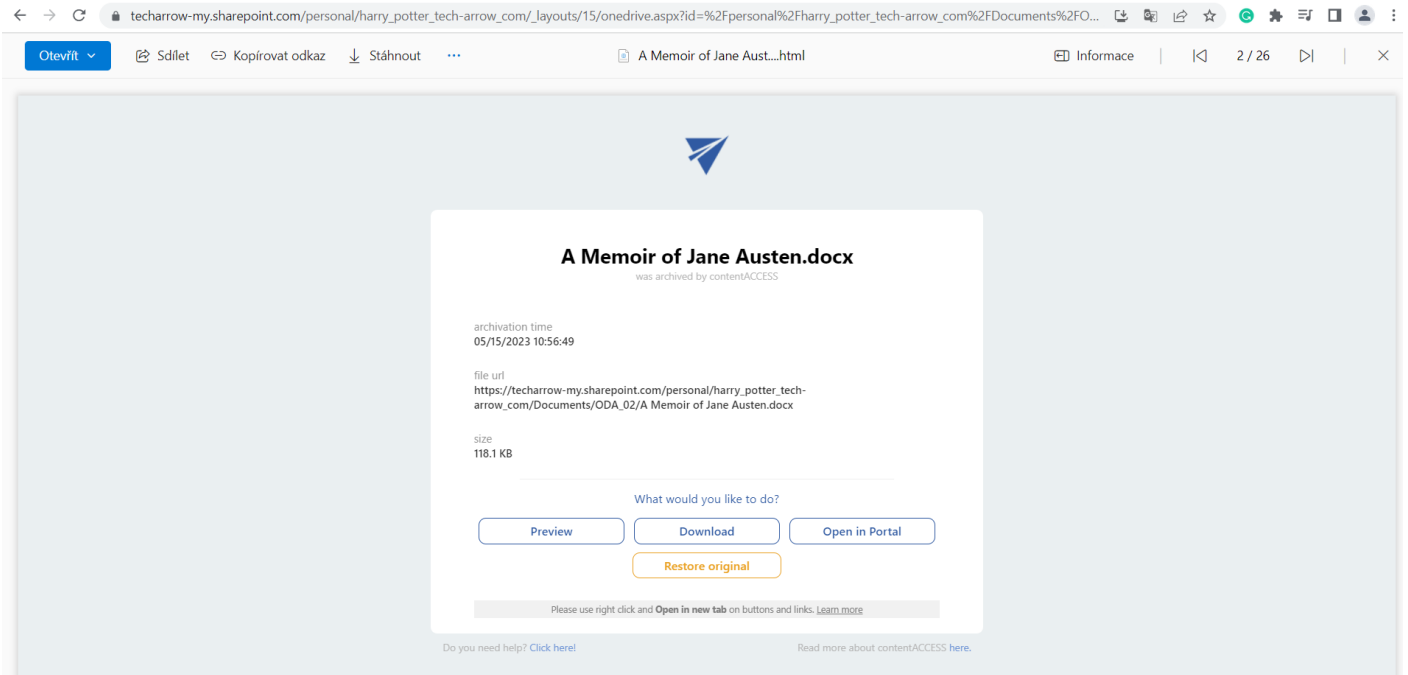 techarrow-my.sharepoint.com/personal/harry_potter_tech-arrow_com/_layouts/15/onedrive.aspx?id=%2Fpersonal%2Fharry_potter_tech-arrow_com%2FDocuments%2FO...
Otevřít Sdílet Kopírovat odkaz Stáhnout ... A Memoir of Jane Aust....html Informace 2 / 26
A Memoir of Jane Austen.docx
was archived by contentACCESS
archivation time
05/15/2023 10:56:49
file url
https://techarrow-my.sharepoint.com/personal/harry_potter_tech-
arrow_com/Documents/ODA_02/A Memoir of Jane Austen.docx
size
118.1 KB
What would you like to do?
Preview Download Open in Portal
Restore original
Please use right click and Open in new tab on buttons and links. Learn more
Do you need help? Click here! Read more about contentACCESS here.